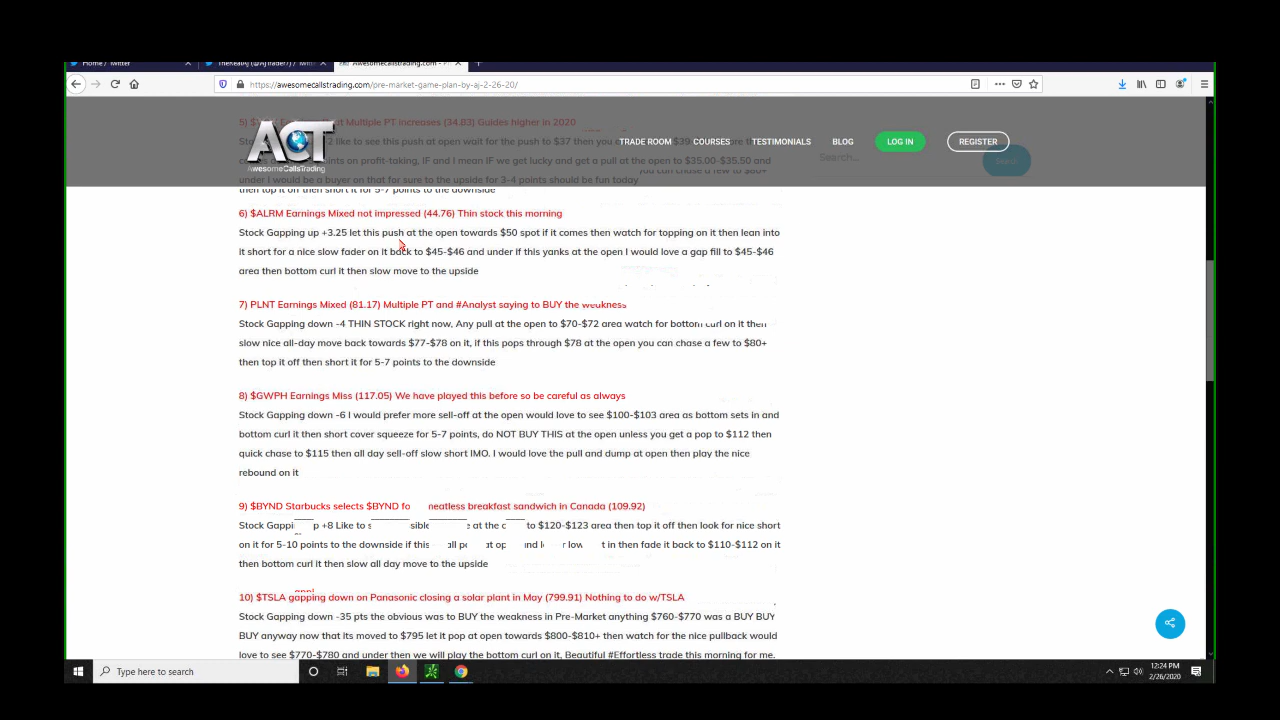 Home / Twitter
https://awesomecallstrading.com/pre-market-game-plan-by-aj-2-26-20/
Multiple PT increases (34.83) Guides higher in 2020
ACT
AwesomeCallsTrading
TRADE ROOM
COURSES
TESTIMONIALS
BLOG
LOG IN
REGISTER
like to see this push at open wait for the push to $37 then you
on profit-taking, IF and I mean IF we get lucky and get a pull at the open to $35.00-$35.50 and
Search...
Search
under I would be a buyer on that for sure to the upside for 3-4 points should be fun today
you can chase a few to $80+
then top it off then short it for 5-7 points to the downside
6) $ALRM Earnings Mixed not impressed (44.76) Thin stock this morning
Stock Gapping up +3.25 let this push at the open towards $50 spot if it comes then watch for topping on it then lean into
it short for a nice slow fader on it back to $45-$46 and under if this yanks at the open I would love a gap fill to $45-$46
area then bottom curl it then slow move to the upside
7) PLNT Earnings Mixed (81.17) Multiple PT and #Analyst saying to BUY the weakness
Stock Gapping down -4 THIN STOCK right now, Any pull at the open to $70-$72 area watch for bottom curl on it then
slow nice all-day move back towards $77-$78 on it, if this pops through $78 at the open you can chase a few to $80+
then top it off then short it for 5-7 points to the downside
8) $GWPH Earnings Miss (117.05) We have played this before so be careful as always
Stock Gapping down -6 I would prefer more sell-off at the open would love to see $100-$103 area as bottom sets in and
bottom curl it then short cover squeeze for 5-7 points, do NOT BUY THIS at the open unless you get a pop to $112 then
quick chase to $115 then all day sell-off slow short IMO. I would love the pull and dump at open then play the nice
rebound on it
9) $BYND Starbucks selects $BYND fo neatless breakfast sandwich in Canada (109.92)
Stock Gappi p +8 Like to s sible e at the to $120-$123 area then top it off then look for nice short
on it for 5-10 points to the downside if this all at op and low t in then fade it back to $110-$112 on it
then bottom curl it then slow all day move to the upside
10) $TSLA gapping down on Panasonic closing a solar plant in May (799.91) Nothing to do w/TSLA
Stock Gapping down -35 pts the obvious was to BUY the weakness in Pre-Market anything $760-$770 was a BUY BUY
BUY anyway now that its moved to $795 let it pop at open towards $800-$810+ then watch for the nice pullback would
love to see $770-$780 and under then we will play the bottom curl on it, Beautiful #Effortless trade this morning for me.
Type here to search
12:24 PM
2/26/2020